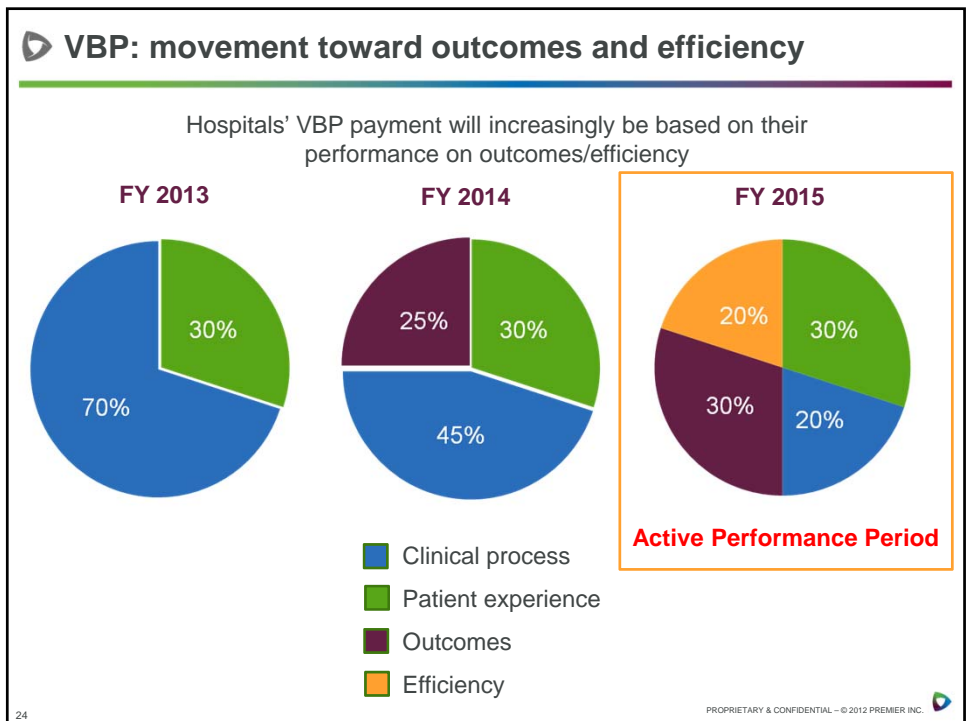 VBP: movement toward outcomes and efficiency
Hospitals' VBP payment will increasingly be based on their
performance on outcomes/efficiency
FY 2013
FY 2014
FY 2015
30%
70%
25%
30%
45%
20%
30%
30%
20%
Active Performance Period
Clinical process
Patient experience
Outcomes
Efficiency
24
PROPRIETARY & CONFIDENTIAL – © 2012 PREMIER INC.